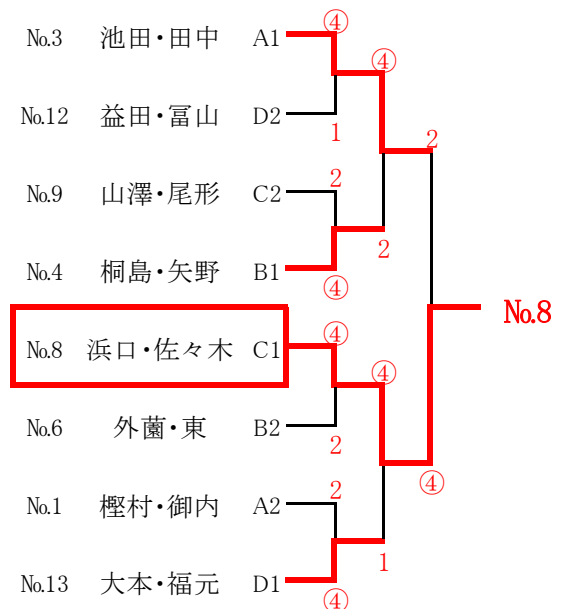 ④
№3 池田・田中 A1
④
№12 益田・冨山 D2
1
2
2
№9 山澤・尾形 C2
2
№4 桐島・矢野 B1
④
№8
④
№8 浜口・佐々木 C1
④
№6 外薗・東 B2
2
2
④
№1 樫村・御内 A2
1
№13 大本・福元 D1
④